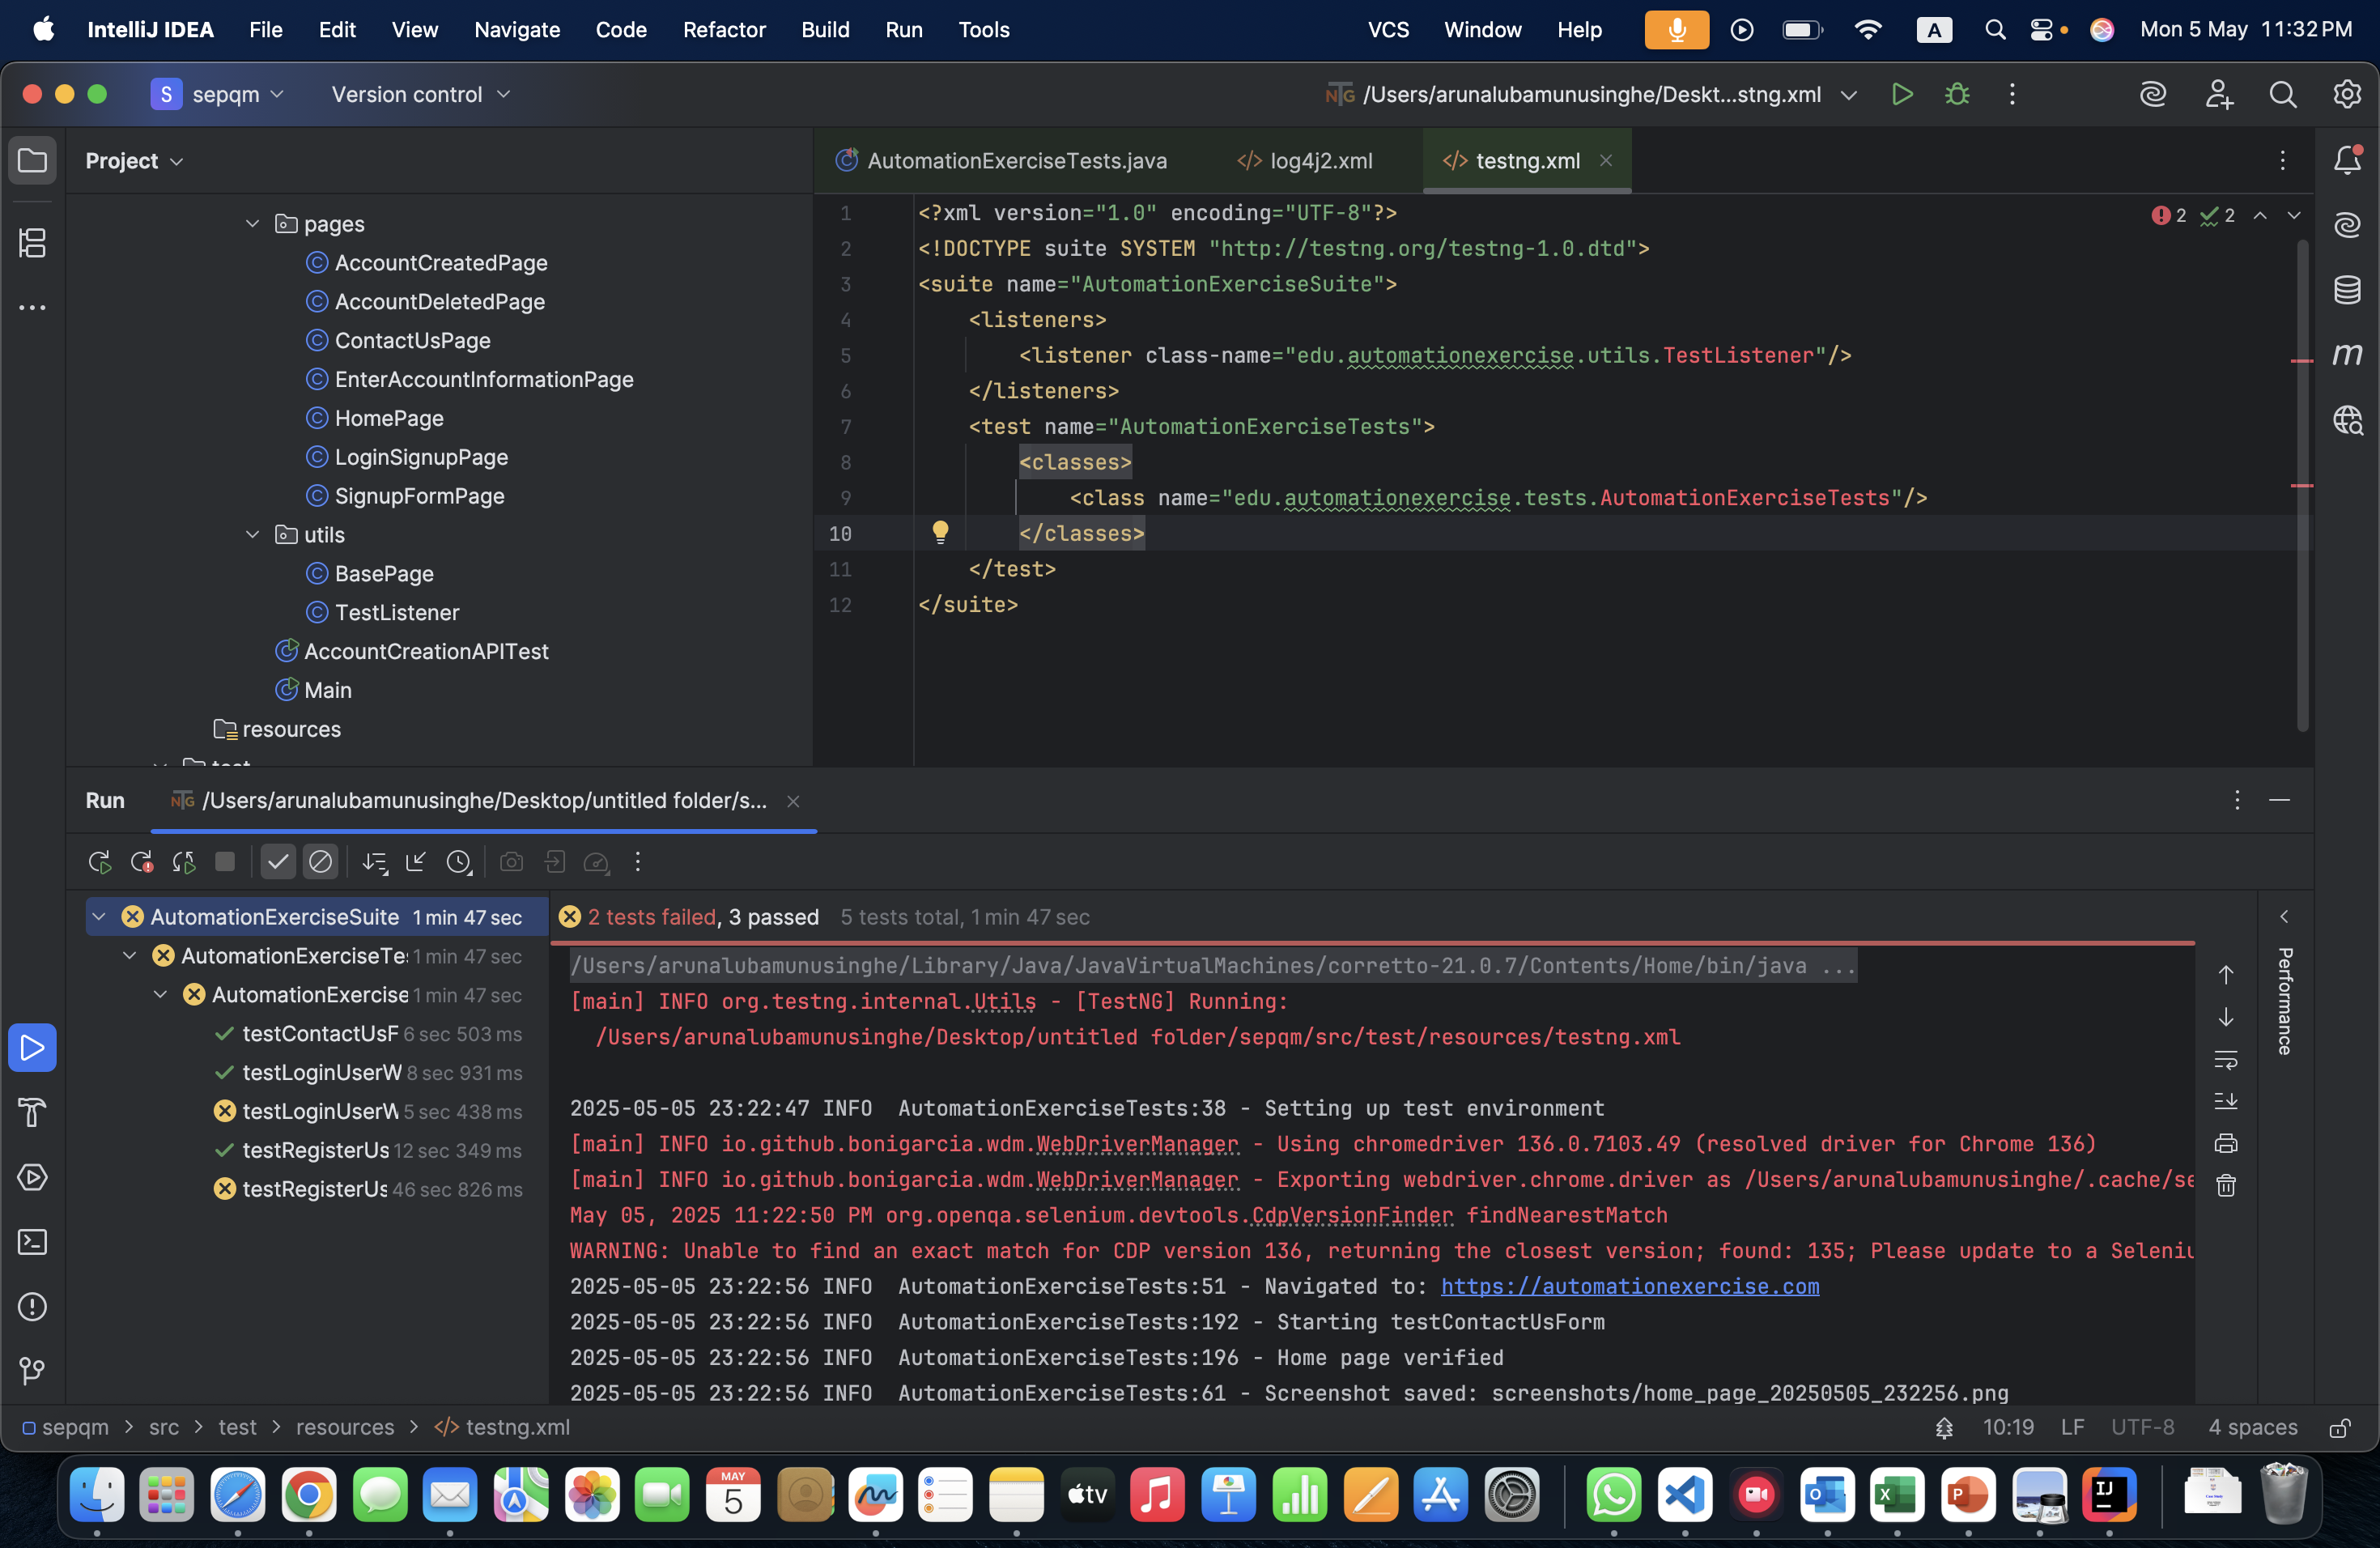 IntelliJ IDEA File Edit View Navigate Code Refactor Build Run Tools VCS Window Help A Mon 5 May 11:32 PM
S sepqm Version control /Users/arunalubamunusinghe/Deskt...stng.xml
Project
AutomationExerciseTests.java log4j2.xml testng.xml
pages
AccountCreatedPage
AccountDeletedPage
ContactUsPage
EnterAccountInformationPage
HomePage
LoginSignupPage
SignupFormPage
utils
BasePage
TestListener
AccountCreationAPITest
Main
resources
test
2 2
1 <?xml version="1.0" encoding="UTF-8"?>
2 <!DOCTYPE suite SYSTEM "http://testng.org/testng-1.0.dtd">
3 <suite name="AutomationExerciseSuite">
4 <listeners>
5 <listener class-name="edu.automationexercise.utils.TestListener"/>
6 </listeners>
7 <test name="AutomationExerciseTests">
8 <classes>
9 <class name="edu.automationexercise.tests.AutomationExerciseTests"/>
10 </classes>
11 </test>
12 </suite>
Run /Users/arunalubamunusinghe/Desktop/untitled folder/s...
AutomationExerciseSuite 1 min 47 sec
AutomationExerciseTe 1 min 47 sec
AutomationExercise 1 min 47 sec
testContactUsF 6 sec 503 ms
testLoginUserW 8 sec 931 ms
testLoginUserW 5 sec 438 ms
testRegisterUs 12 sec 349 ms
testRegisterUs 46 sec 826 ms
2 tests failed, 3 passed 5 tests total, 1 min 47 sec
/Users/arunalubamunusinghe/Library/Java/JavaVirtualMachines/corretto-21.0.7/Contents/Home/bin/java ...
[main] INFO org.testng.internal.Utils - [TestNG] Running:
/Users/arunalubamunusinghe/Desktop/untitled folder/sepqm/src/test/resources/testng.xml
2025-05-05 23:22:47 INFO AutomationExerciseTests:38 - Setting up test environment
[main] INFO io.github.bonigarcia.wdm.WebDriverManager - Using chromedriver 136.0.7103.49 (resolved driver for Chrome 136)
[main] INFO io.github.bonigarcia.wdm.WebDriverManager - Exporting webdriver.chrome.driver as /Users/arunalubamunusinghe/.cache/se
May 05, 2025 11:22:50 PM org.openqa.selenium.devtools.CdpVersionFinder findNearestMatch
WARNING: Unable to find an exact match for CDP version 136, returning the closest version; found: 135; Please update to a Seleniu
2025-05-05 23:22:56 INFO AutomationExerciseTests:51 - Navigated to: https://automationexercise.com
2025-05-05 23:22:56 INFO AutomationExerciseTests:192 - Starting testContactUsForm
2025-05-05 23:22:56 INFO AutomationExerciseTests:196 - Home page verified
2025-05-05 23:22:56 INFO AutomationExerciseTests:61 - Screenshot saved: screenshots/home_page_20250505_232256.png
Performance
sepqm > src > test > resources > testng.xml 10:19 LF UTF-8 4 spaces
MAY
5
tv